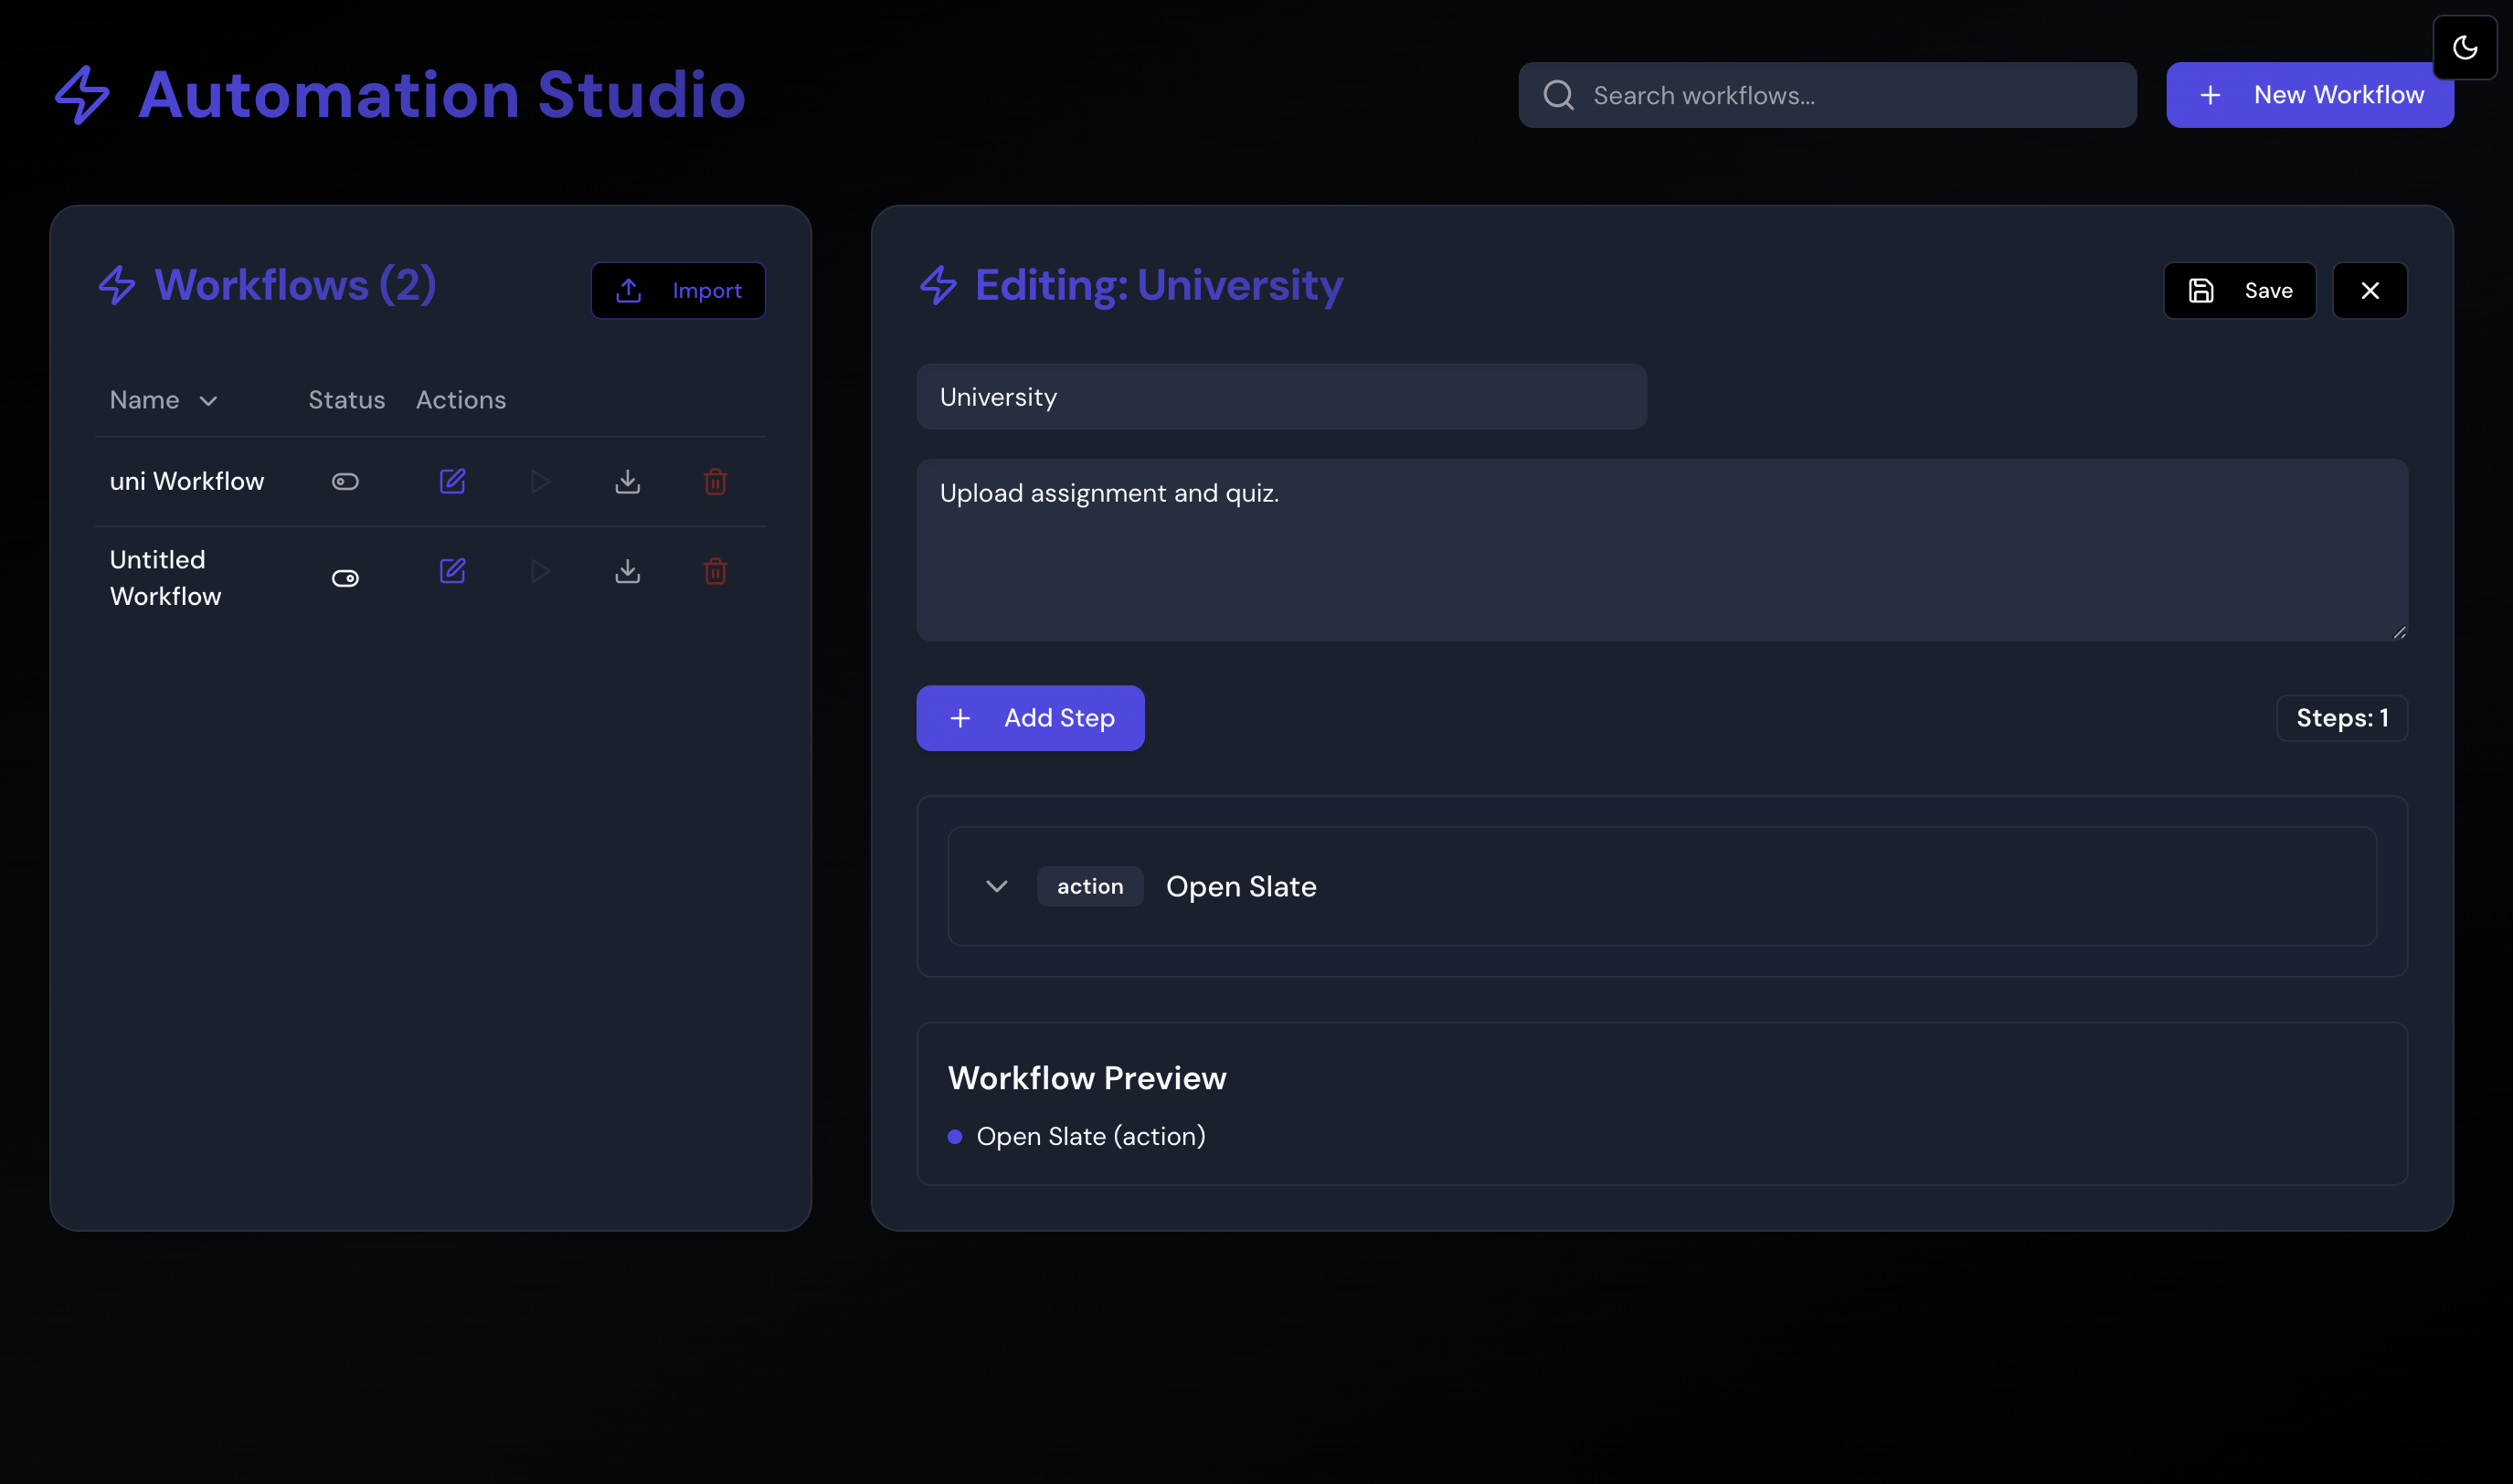 Automation Studio
Search workflows...
New Workflow
Workflows (2)
Import
Name
Status
Actions
uni Workflow
Untitled
Workflow
Editing: University
Save
University
Upload assignment and quiz.
Add Step
Steps: 1
action
Open Slate
Workflow Preview
Open Slate (action)